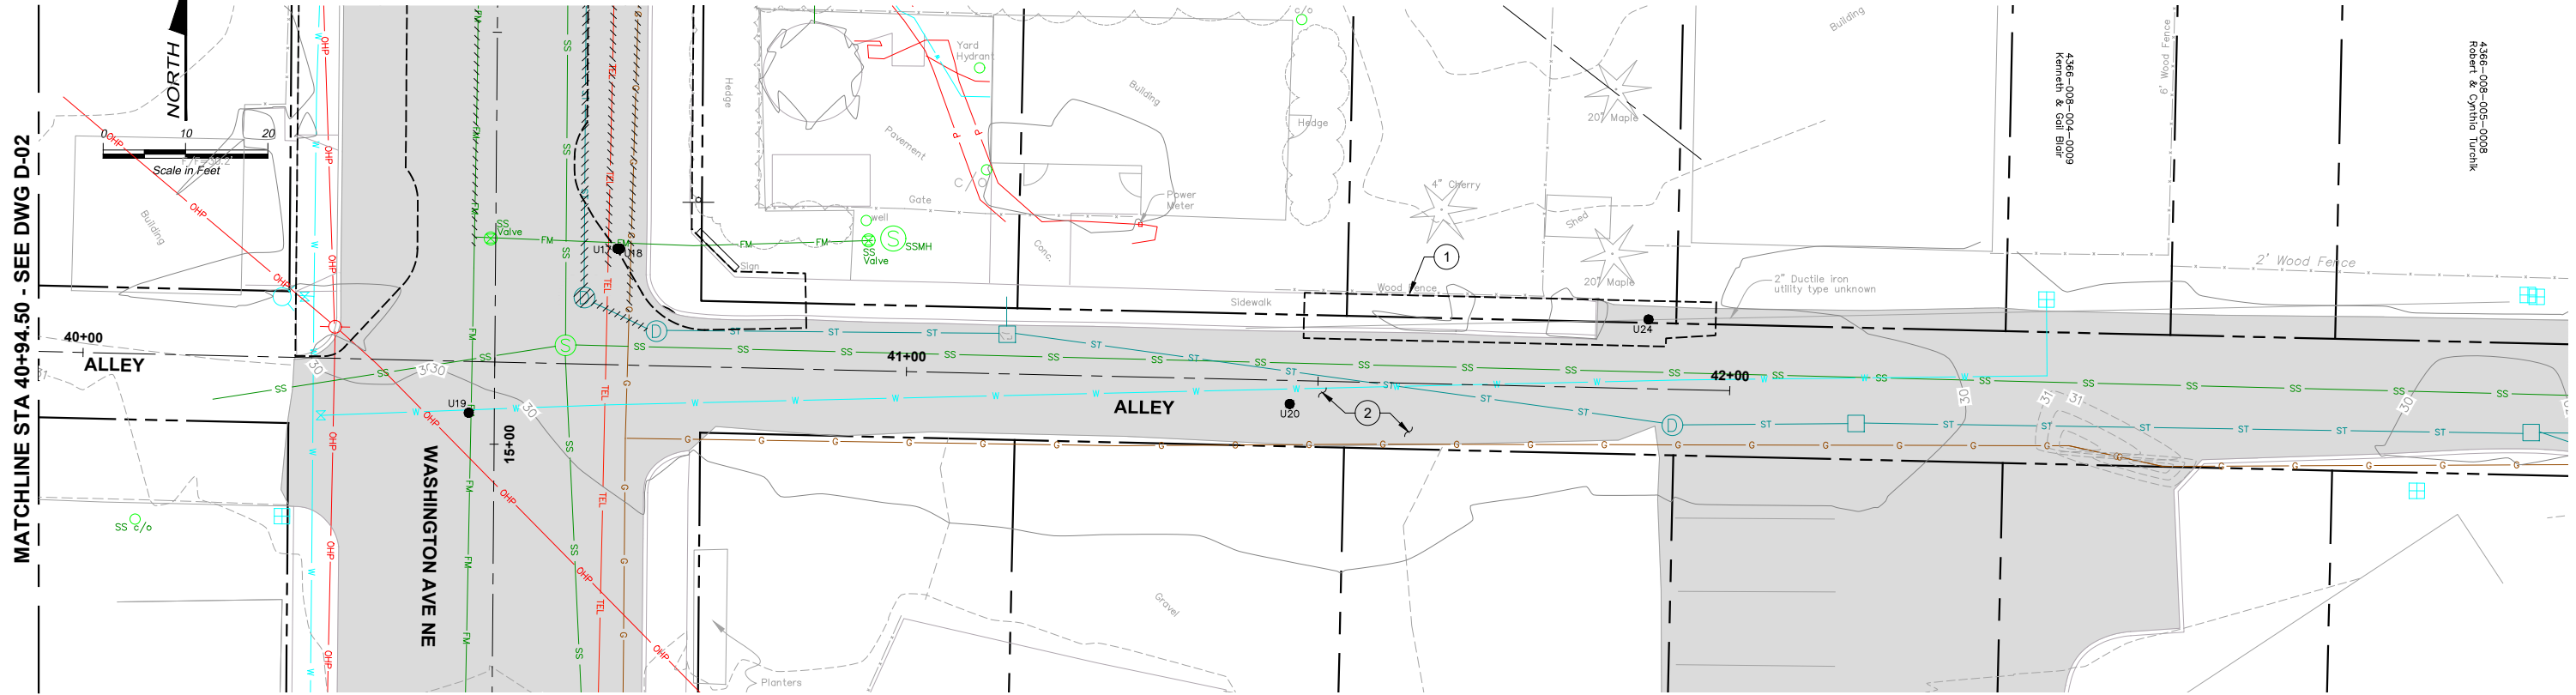 MATCHLINE STA 40+94.50 - SEE DWG D-02
NORTH
0 10 20
Scale in Feet
Building
40+00
ALLEY
31
SS c/o
OHP
W
FM
SS
TEL
G
ST
SS
Valve
U18
U19
30
30
WASHINGTON AVE NE
15+00
S
D
Hedge
Sign
Pavement
Yard
Hydrant
C/O
c/o
Gate
well
S
SSMH
SS
Valve
Conc.
Building
Power
Meter
P
Hedge
Sidewalk
41+00
ALLEY
U20
1
2
Wood Fence
4" Cherry
20" Maple
20" Maple
Shed
Building
U24
2" Ductile iron
utility type unknown
42+00
D
30
31
31
30
6' Wood Fence
2' Wood Fence
4366-008-004-0009
Kenneth & Gail Blair
4366-008-005-0008
Robert & Cynthia Turchik
Gravel
Planters